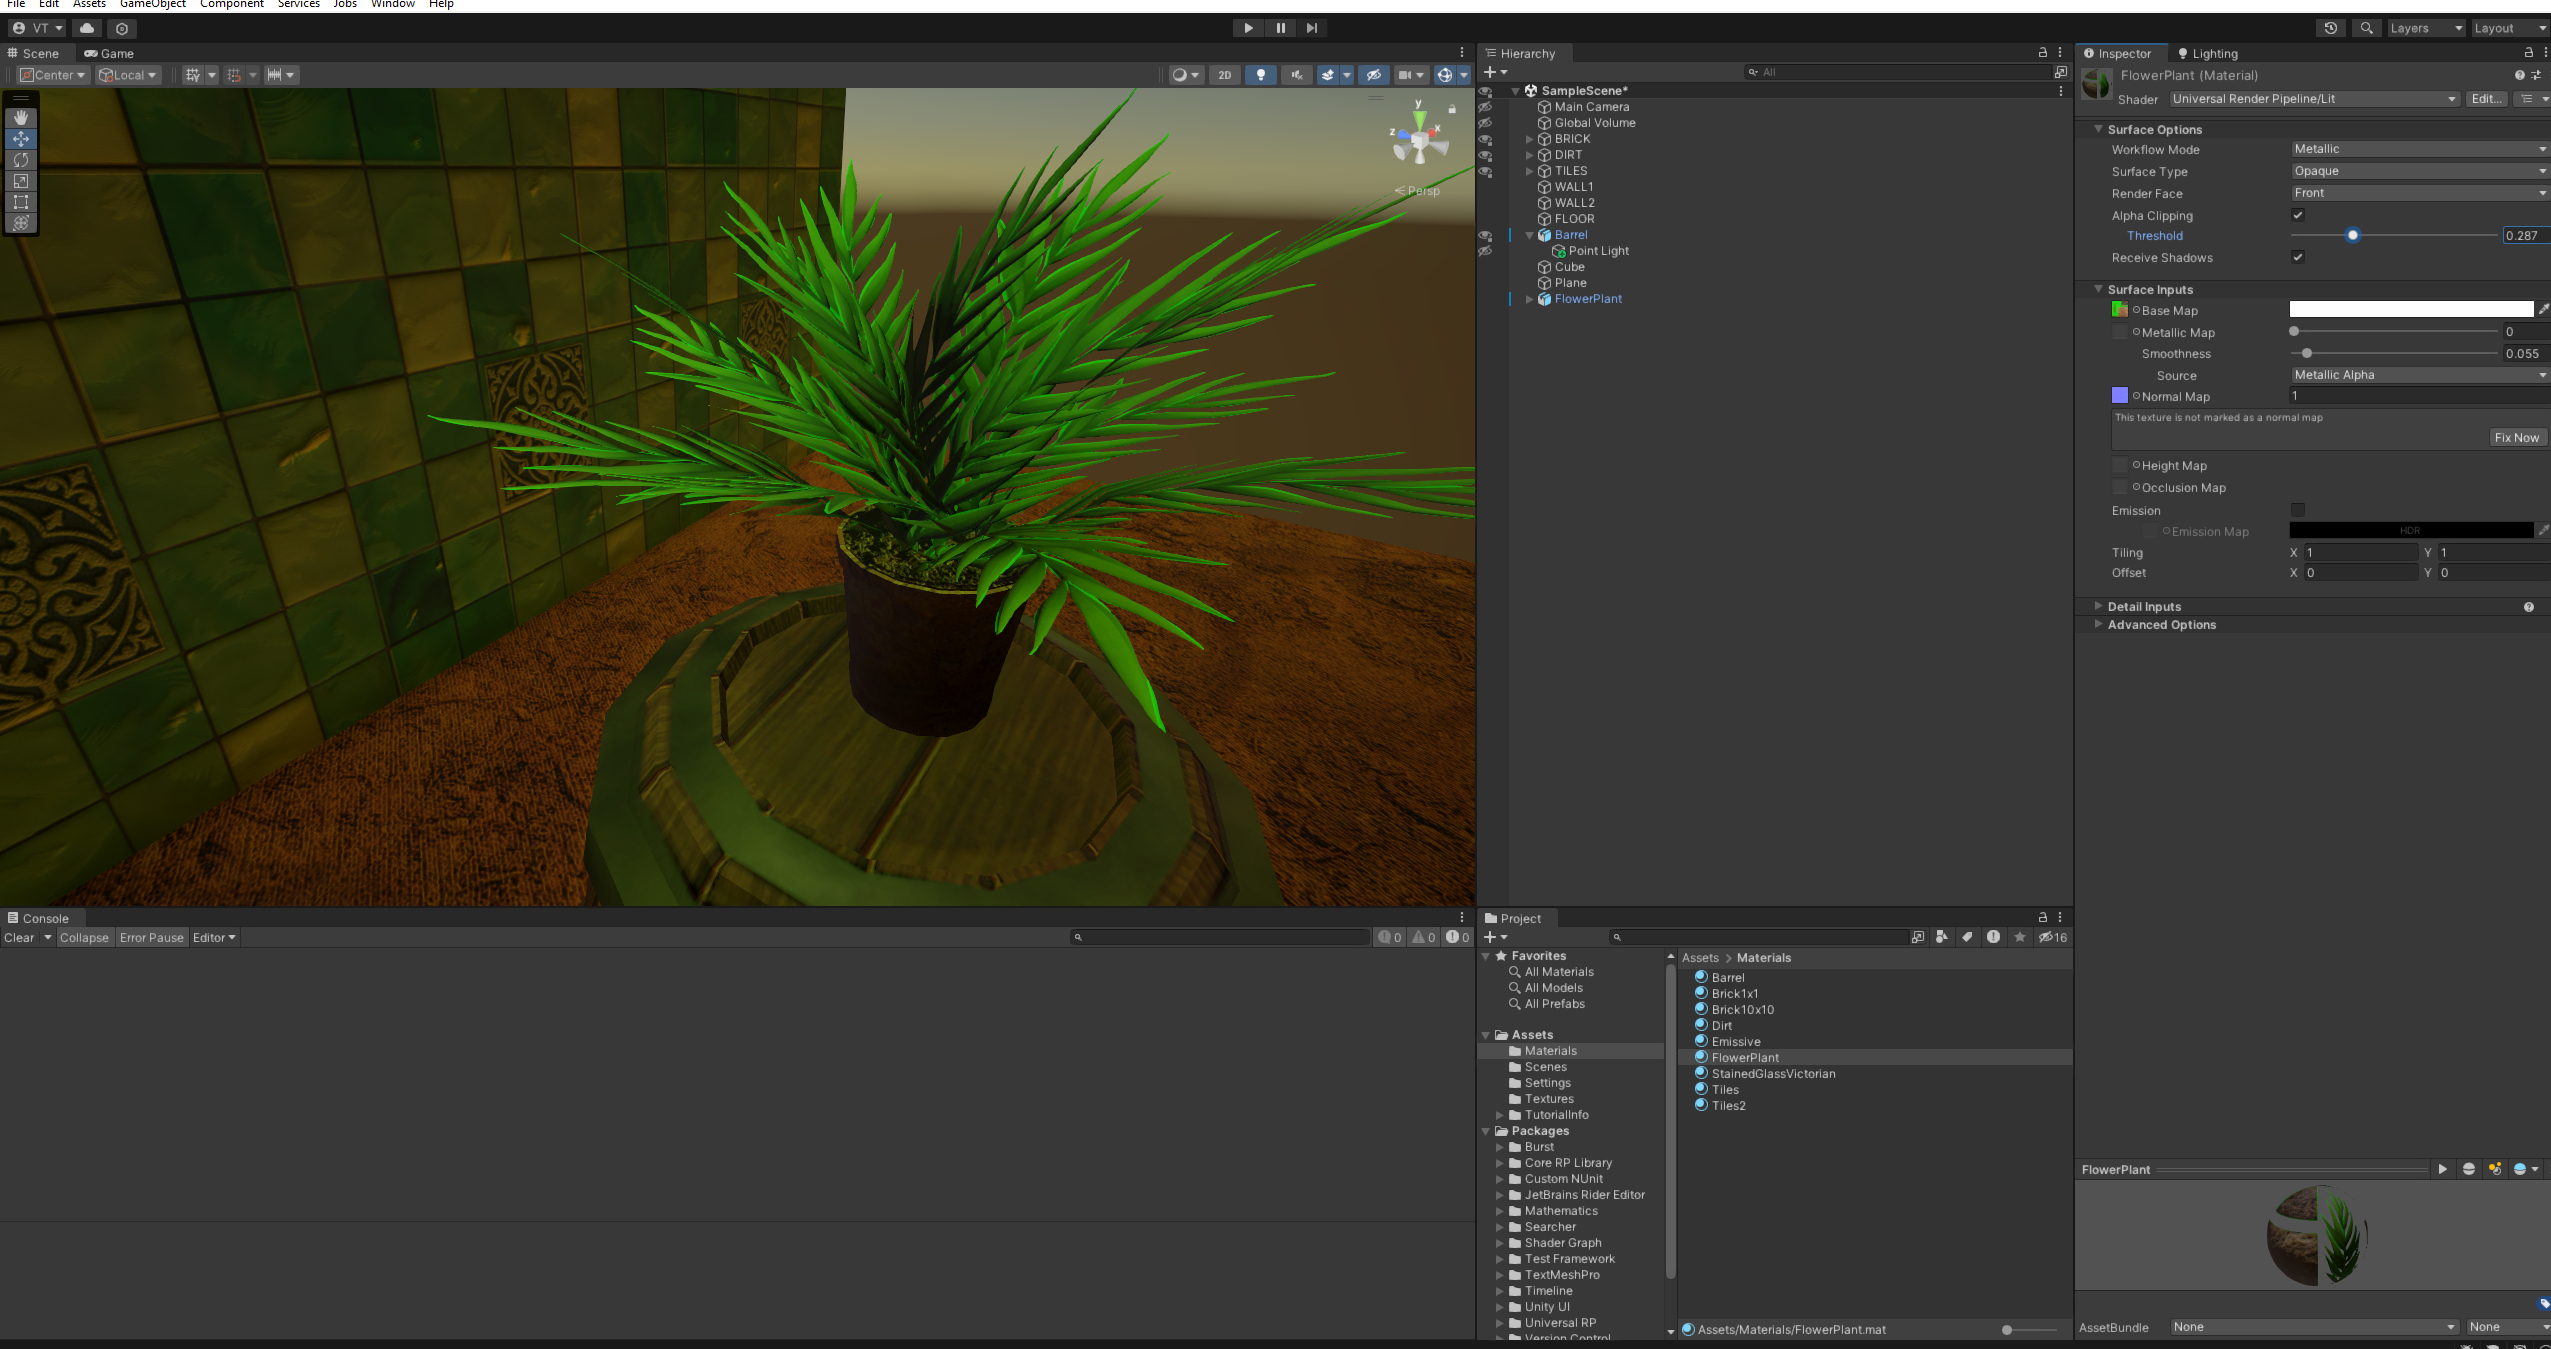 File Edit Assets GameObject Component Services Jobs Window Help
VT
Layers Layout
Scene Game
Center Local 2D
y
x
z
Persp
Hierarchy
All
SampleScene*
Main Camera
Global Volume
BRICK
DIRT
TILES
WALL1
WALL2
FLOOR
Barrel
Point Light
Cube
Plane
FlowerPlant
Inspector Lighting
FlowerPlant (Material)
Shader Universal Render Pipeline/Lit Edit...
Surface Options
Workflow Mode Metallic
Surface Type Opaque
Render Face Front
Alpha Clipping
Threshold 0.287
Receive Shadows
Surface Inputs
Base Map
Metallic Map 0
Smoothness 0.055
Source Metallic Alpha
Normal Map 1
This texture is not marked as a normal map
Fix Now
Height Map
Occlusion Map
Emission
Emission Map HDR
Tiling X 1 Y 1
Offset X 0 Y 0
Detail Inputs
Advanced Options
Console
Clear Collapse Error Pause Editor 0 0 0
Project
16
Favorites
All Materials
All Models
All Prefabs
Assets
Materials
Scenes
Settings
Textures
TutorialInfo
Packages
Burst
Core RP Library
Custom NUnit
JetBrains Rider Editor
Mathematics
Searcher
Shader Graph
Test Framework
TextMeshPro
Timeline
Unity UI
Universal RP
Version Control
Assets > Materials
Barrel
Brick1x1
Brick10x10
Dirt
Emissive
FlowerPlant
StainedGlassVictorian
Tiles
Tiles2
Assets/Materials/FlowerPlant.mat
FlowerPlant
AssetBundle None None